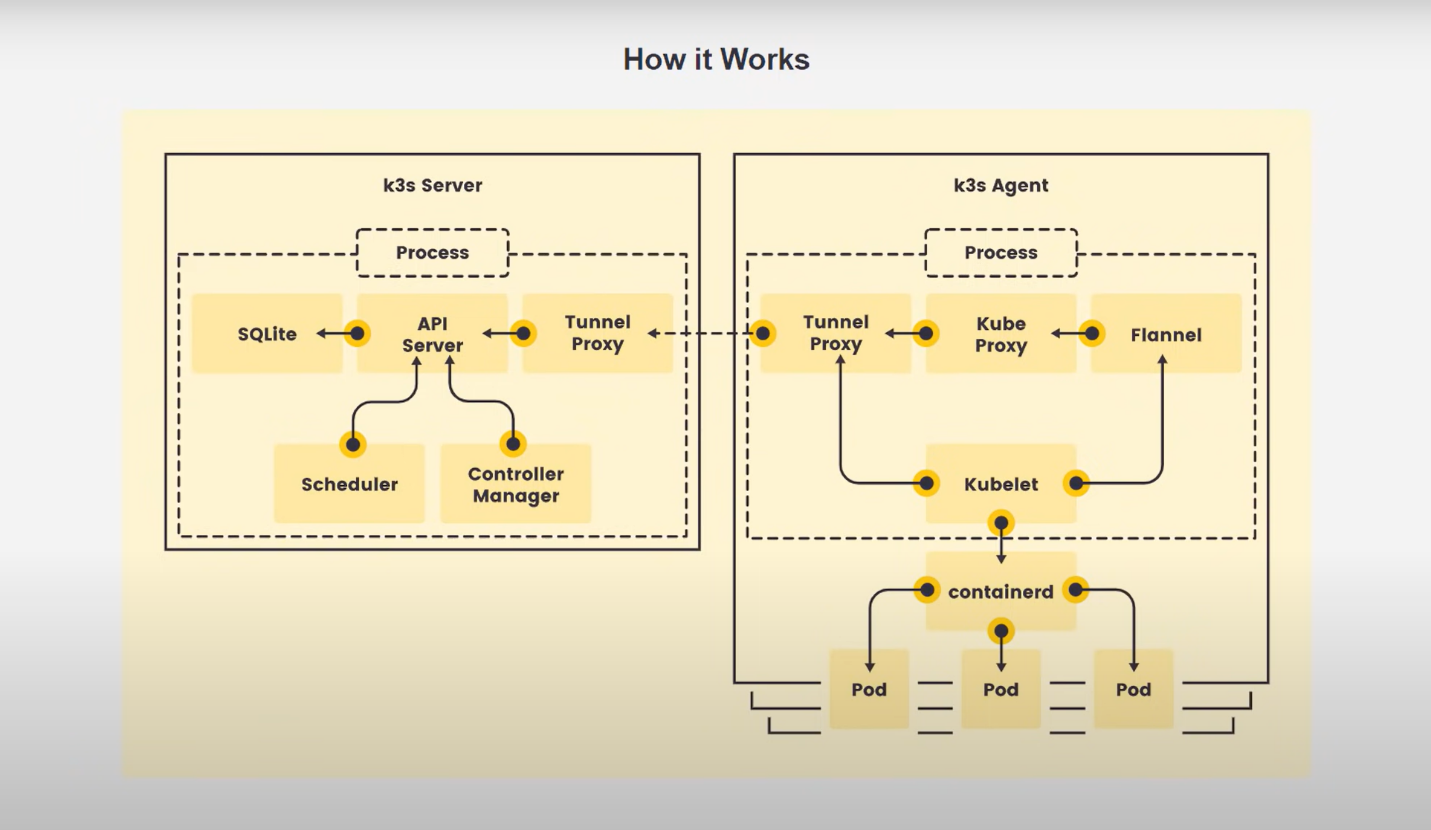 How it Works
k3s Server
Process
SQLite
API
Server
Tunnel
Proxy
Scheduler
Controller
Manager
k3s Agent
Process
Tunnel
Proxy
Kube
Proxy
Flannel
Kubelet
containerd
Pod
Pod
Pod